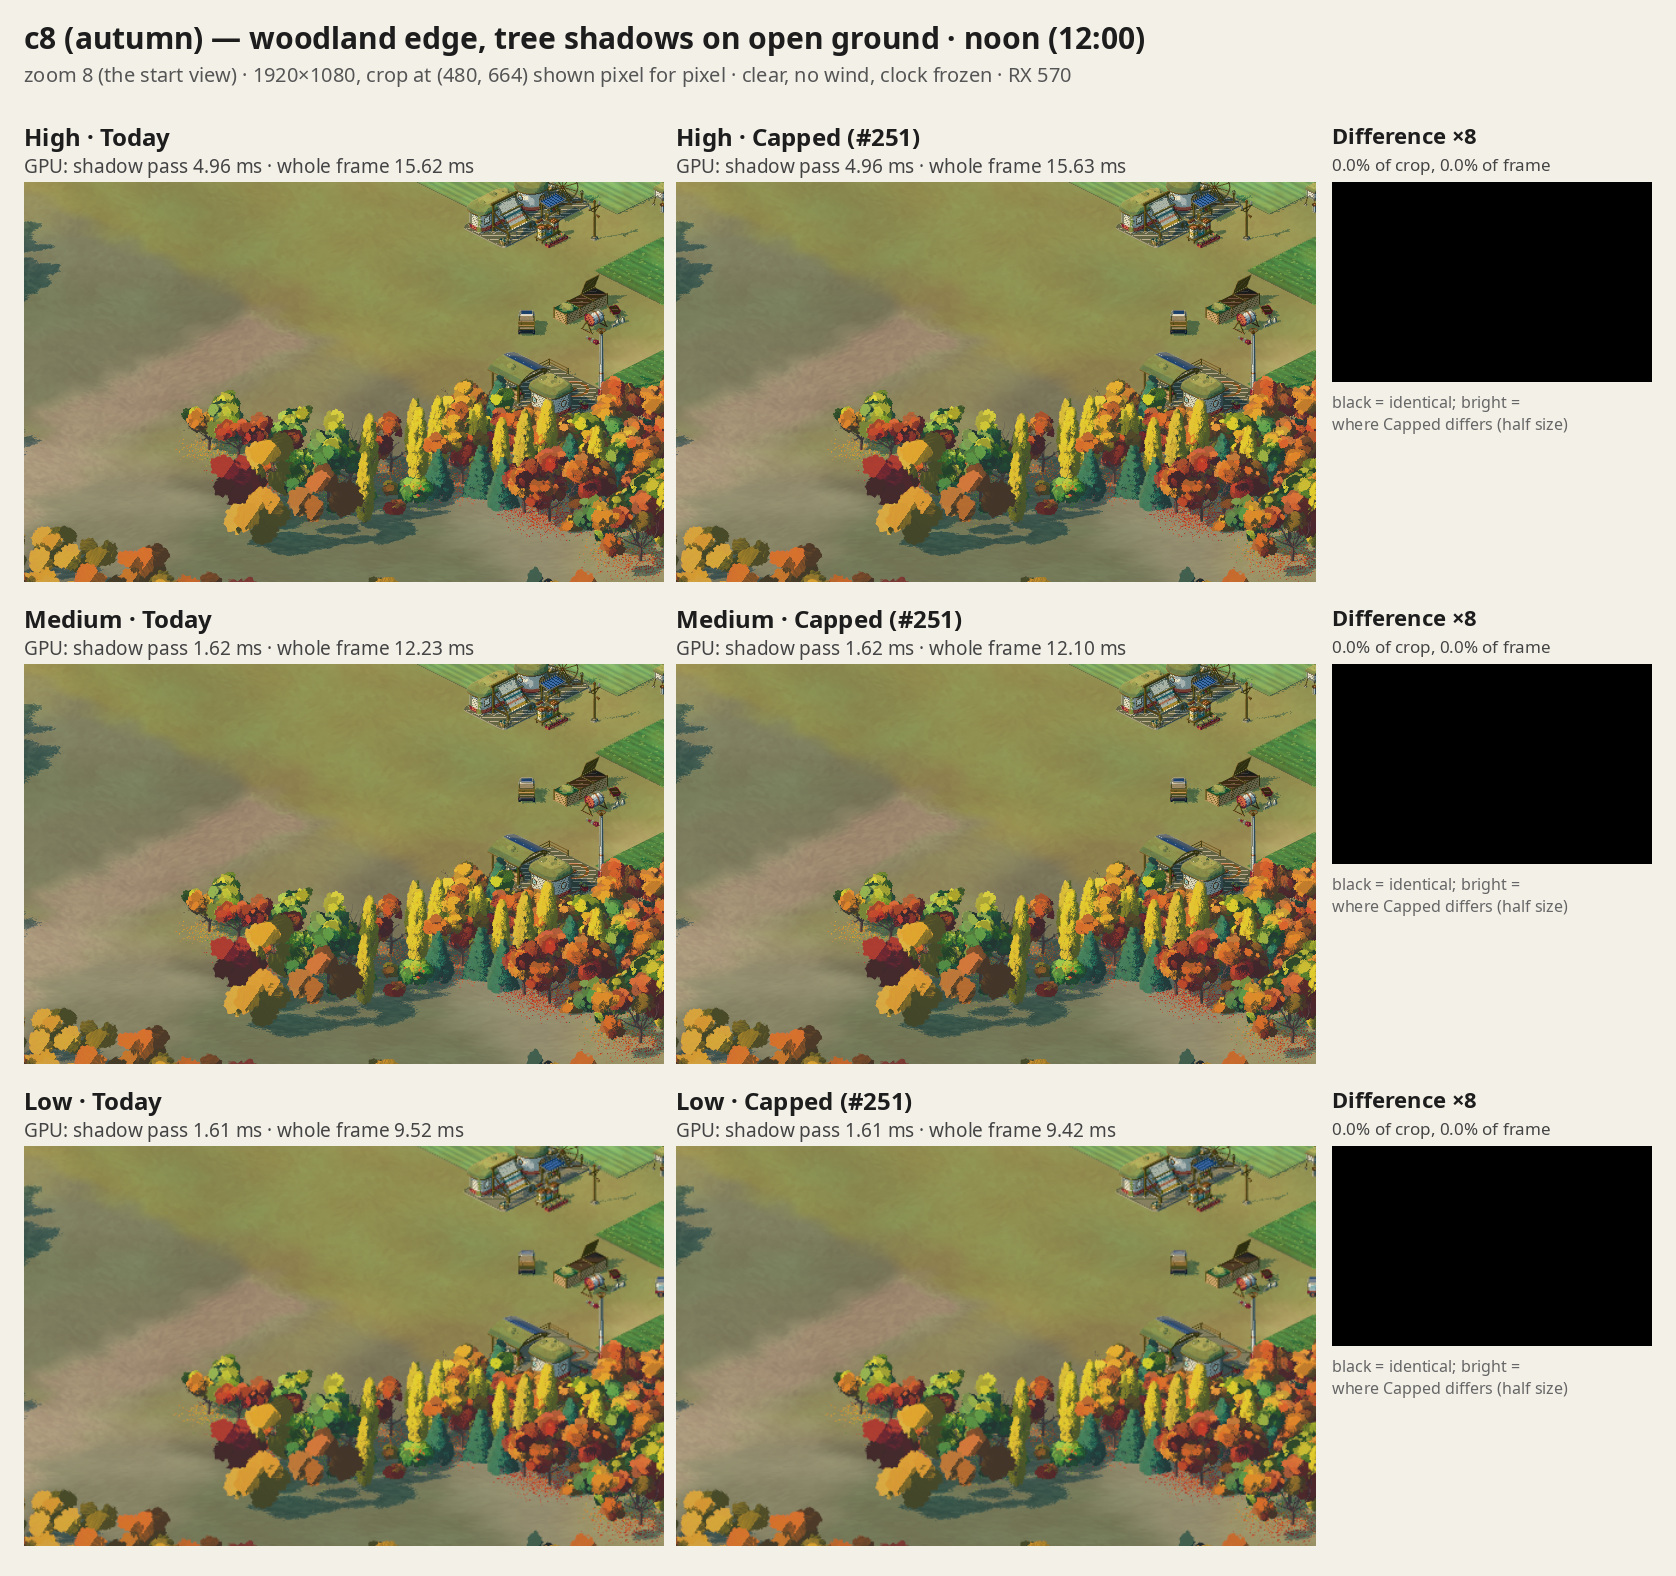 c8 (autumn) — woodland edge, tree shadows on open ground · noon (12:00)
zoom 8 (the start view) · 1920×1080, crop at (480, 664) shown pixel for pixel · clear, no wind, clock frozen · RX 570
High · Today
GPU: shadow pass 4.96 ms · whole frame 15.62 ms
High · Capped (#251)
GPU: shadow pass 4.96 ms · whole frame 15.63 ms
Difference ×8
0.0% of crop, 0.0% of frame
black = identical; bright =
where Capped differs (half size)
Medium · Today
GPU: shadow pass 1.62 ms · whole frame 12.23 ms
Medium · Capped (#251)
GPU: shadow pass 1.62 ms · whole frame 12.10 ms
Difference ×8
0.0% of crop, 0.0% of frame
black = identical; bright =
where Capped differs (half size)
Low · Today
GPU: shadow pass 1.61 ms · whole frame 9.52 ms
Low · Capped (#251)
GPU: shadow pass 1.61 ms · whole frame 9.42 ms
Difference ×8
0.0% of crop, 0.0% of frame
black = identical; bright =
where Capped differs (half size)